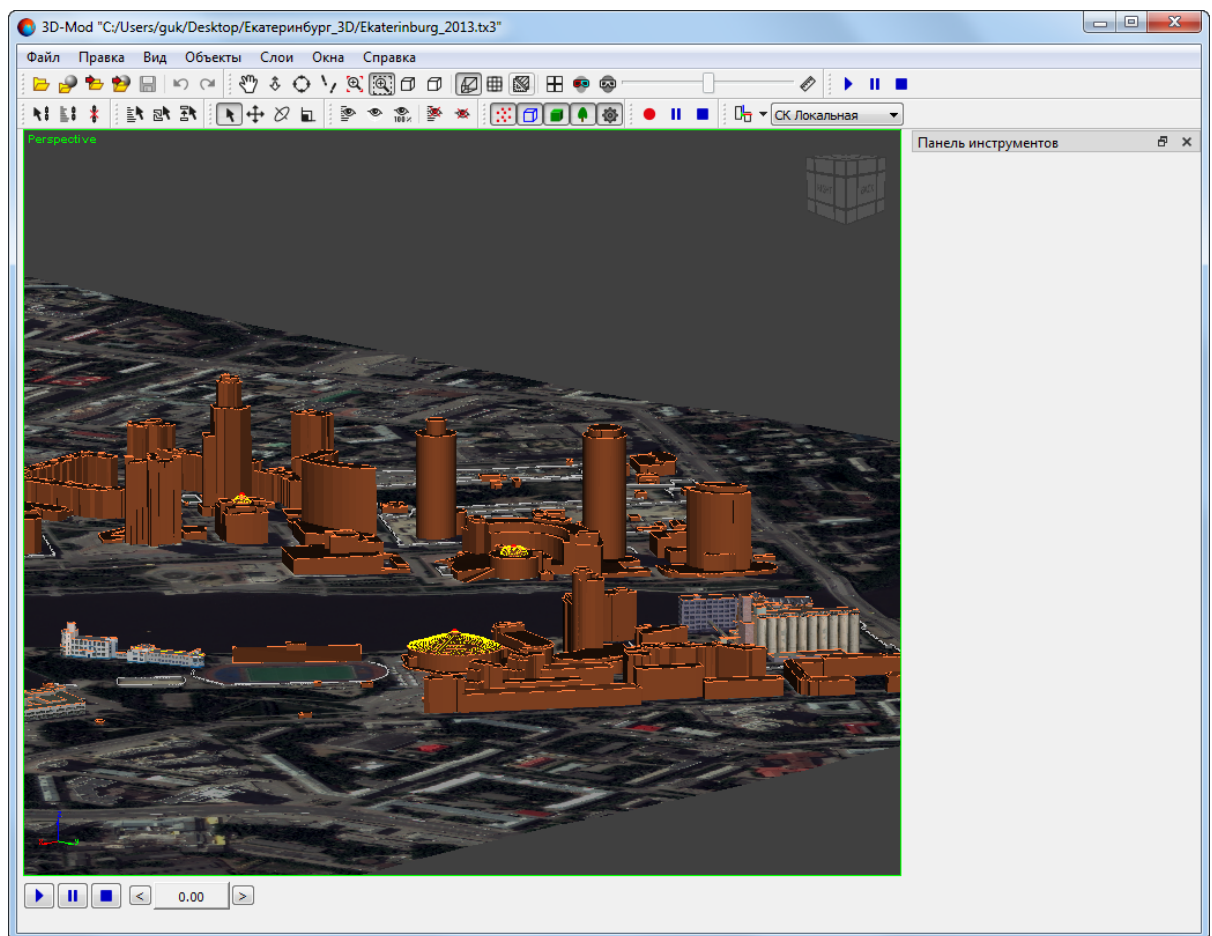 3D-Mod "C:/Users/guk/Desktop/Екатеринбург_3D/Ekaterinburg_2013.tx3"
Файл Правка Вид Объекты Слои Окна Справка
100%
СК Локальная
Perspective
Панель инструментов
0.00